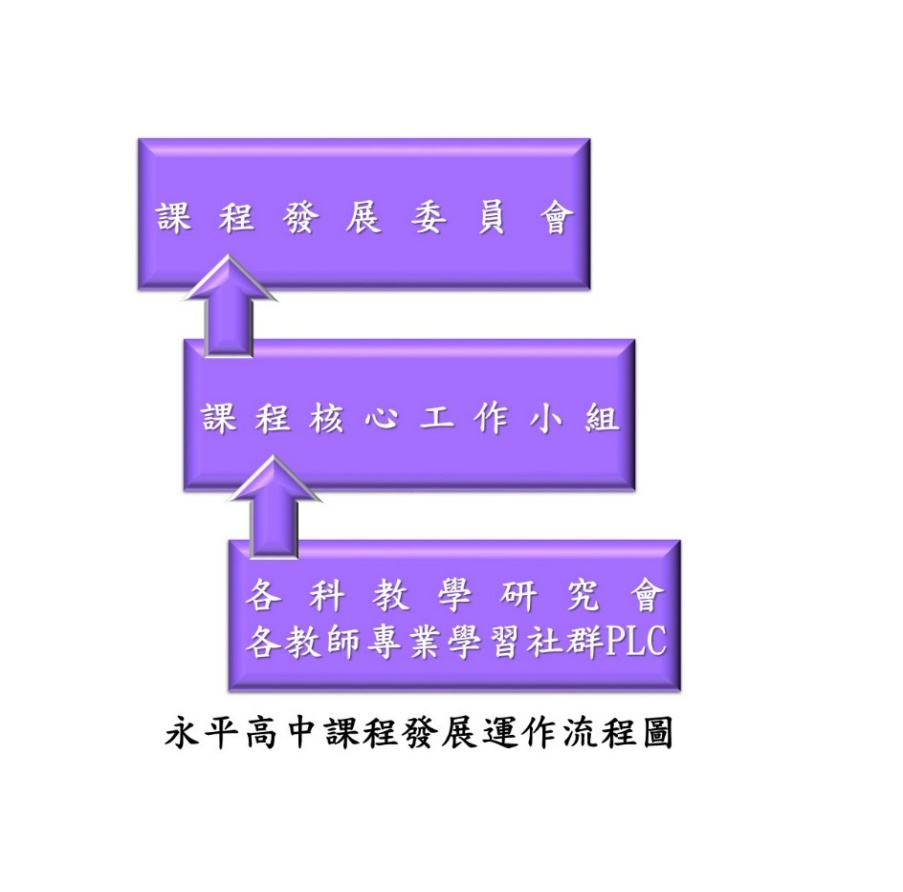 課程發展委員會
課程核心工作小組
各科教學研究會
各教師專業學習社群PLC
永平高中課程發展運作流程圖